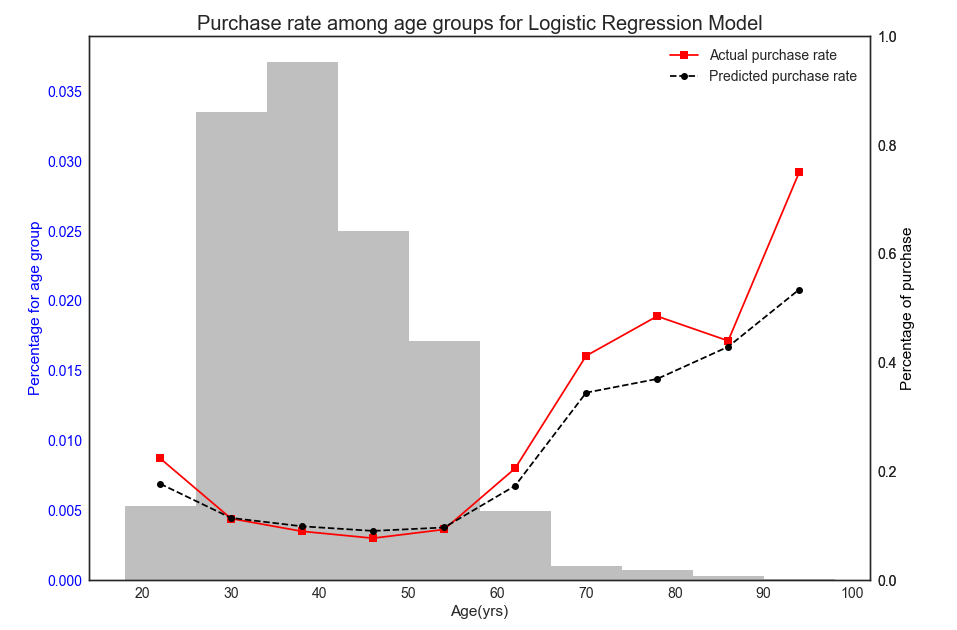 Purchase rate among age groups for Logistic Regression Model
Actual purchase rate
Predicted purchase rate
Percentage for age group
0.035
0.030
0.025
0.020
0.015
0.010
0.005
0.000
1.0
0.8
0.6
0.4
0.2
0.0
Percentage of purchase
20 30 40 50 60 70 80 90 100
Age(yrs)